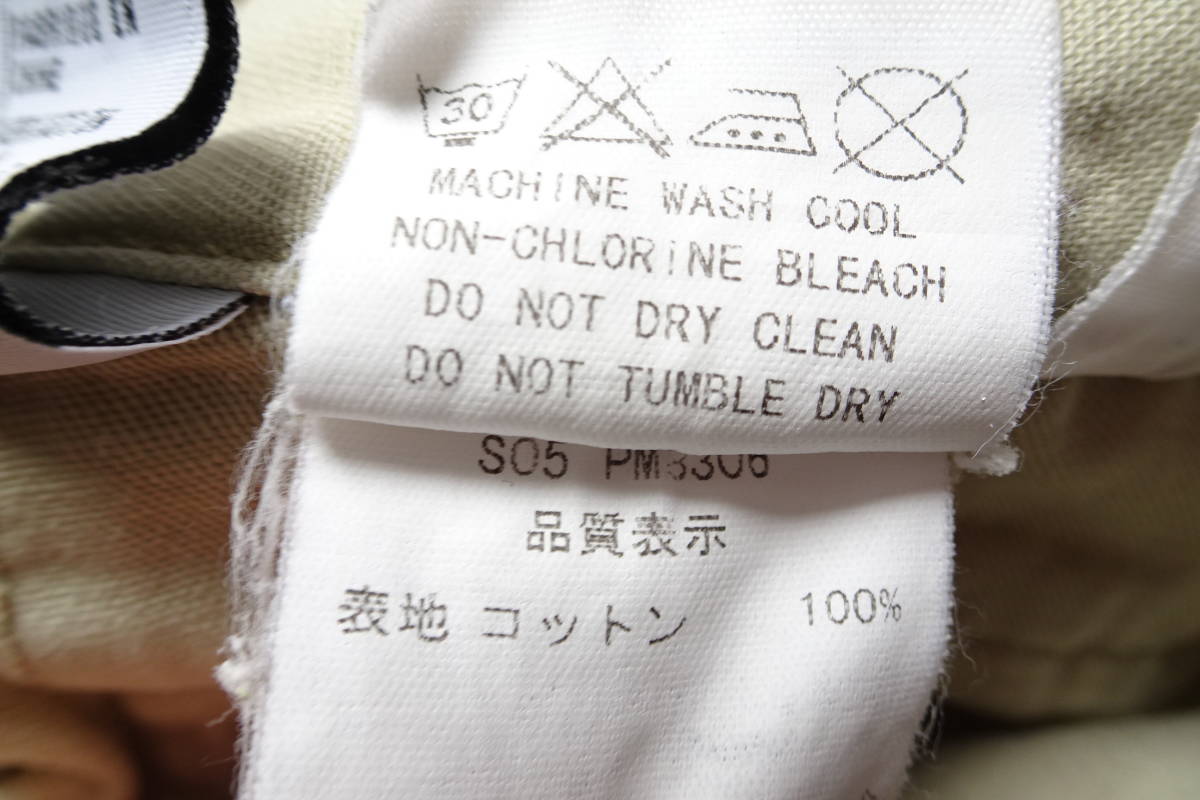 30
MACHINE WASH COOL
NON-CHLORINE BLEACH
DO NOT DRY CLEAN
DO NOT TUMBLE DRY
S05 PM3306
品質表示
表地 コットン 100%